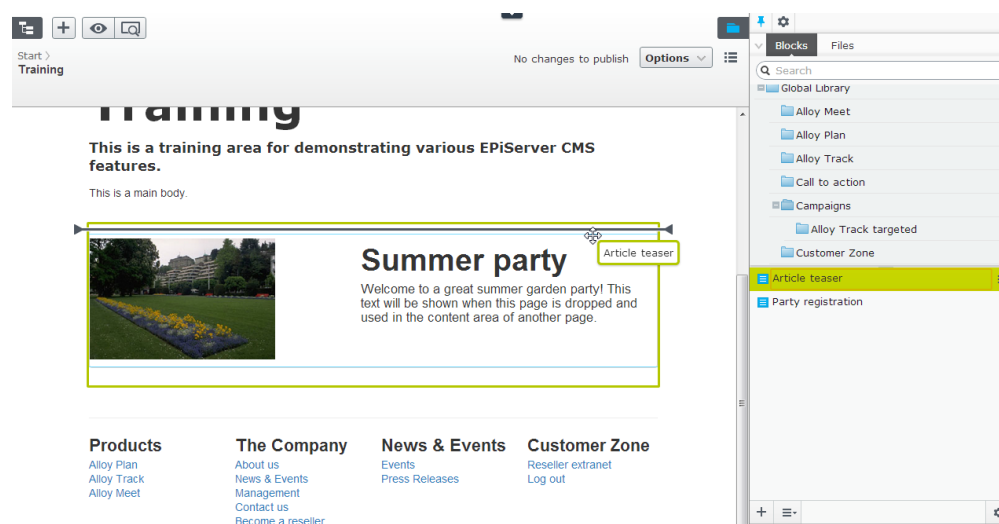 Start >
Training
No changes to publish
Options
Training
This is a training area for demonstrating various EPiServer CMS
features.
This is a main body.
Article teaser
Summer party
Welcome to a great summer garden party! This
text will be shown when this page is dropped and
used in the content area of another page.
Products
Alloy Plan
Alloy Track
Alloy Meet
The Company
About us
News & Events
Management
Contact us
Become a reseller
News & Events
Events
Press Releases
Customer Zone
Reseller extranet
Log out
Blocks
Files
Search
Global Library
Alloy Meet
Alloy Plan
Alloy Track
Call to action
Campaigns
Alloy Track targeted
Customer Zone
Article teaser
Party registration